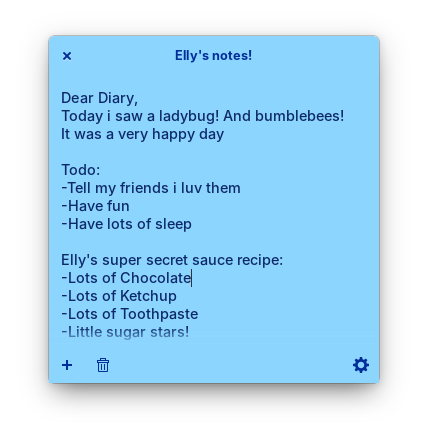 Elly's notes!
Dear Diary,
Today i saw a ladybug! And bumblebees!
It was a very happy day
Todo:
-Tell my friends i luv them
-Have fun
-Have lots of sleep
Elly's super secret sauce recipe:
-Lots of Chocolate
-Lots of Ketchup
-Lots of Toothpaste
-Little sugar stars!